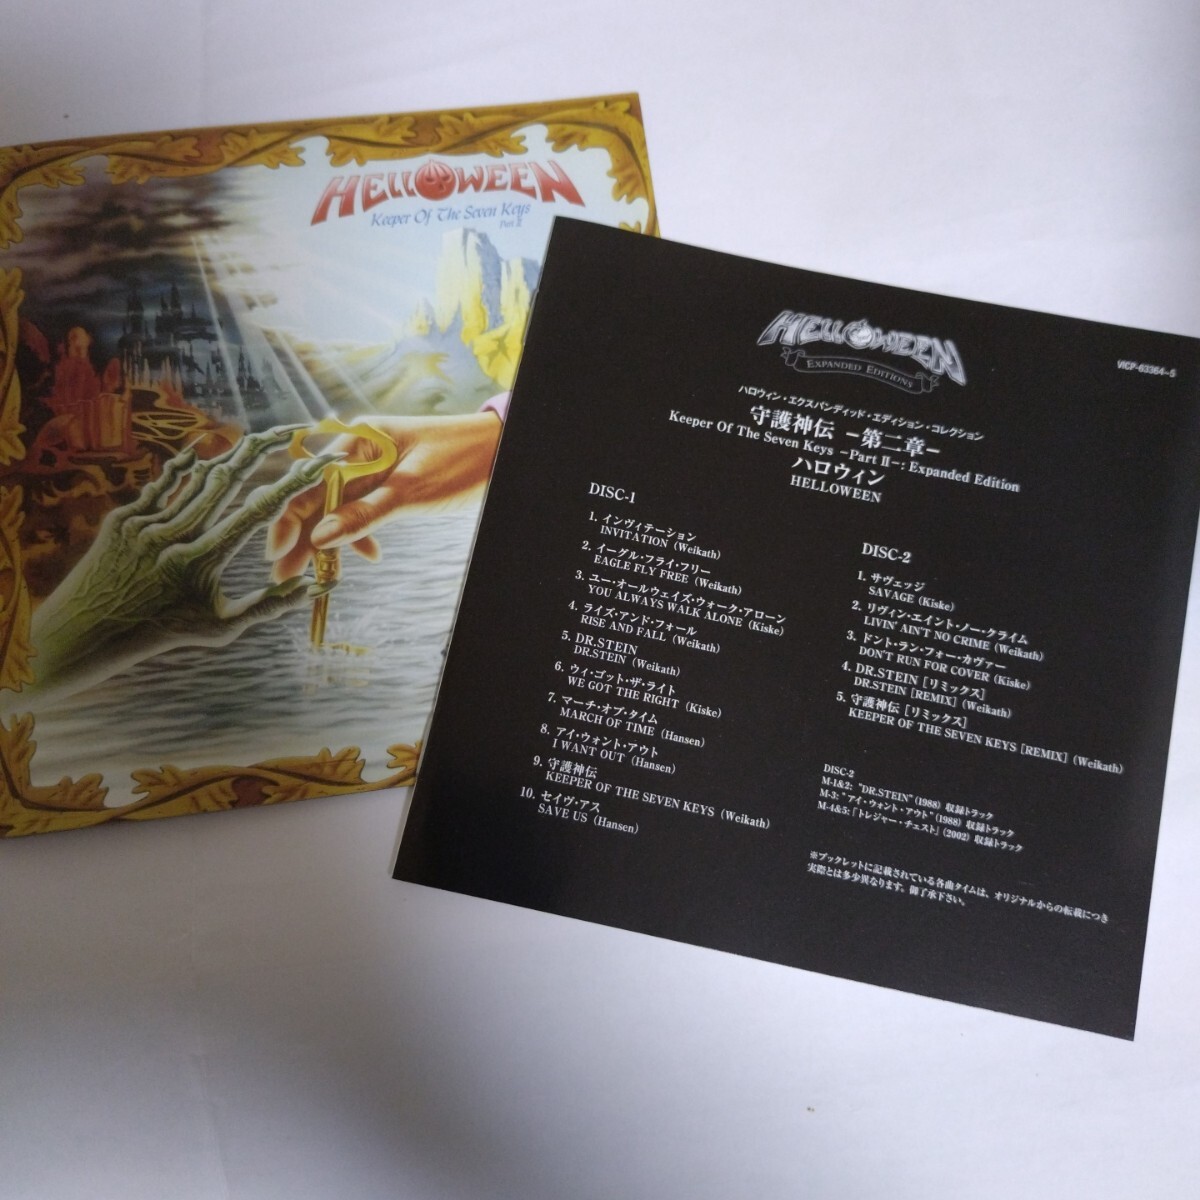 HELLOWEEN
Keeper Of The Seven Keys
Part II
HELLOWEEN
EXPANDED EDITIONS
VICP-63364~5
ハロウィン・エクスパンディッド・エディション・コレクション
守護神伝 −第二章−
Keeper Of The Seven Keys −Part II−: Expanded Edition
ハロウィン
HELLOWEEN
DISC-1
1. インヴィテーション
INVITATION (Weikath)
2. イーグル・フライ・フリー
EAGLE FLY FREE (Weikath)
3. ユー・オールウェイズ・ウォーク・アローン
YOU ALWAYS WALK ALONE (Kiske)
4. ライズ・アンド・フォール
RISE AND FALL (Weikath)
5. DR.STEIN
DR.STEIN (Weikath)
6. ウィ・ゴット・ザ・ライト
WE GOT THE RIGHT (Kiske)
7. マーチ・オブ・タイム
MARCH OF TIME (Hansen)
8. アイ・ウォント・アウト
I WANT OUT (Hansen)
9. 守護神伝
KEEPER OF THE SEVEN KEYS (Weikath)
10. セイヴ・アス
SAVE US (Hansen)
DISC-2
1. サヴェッジ
SAVAGE (Kiske)
2. リヴィン・エイント・ノー・クライム
LIVIN' AIN'T NO CRIME (Weikath)
3. ドント・ラン・フォー・カヴァー
DON'T RUN FOR COVER (Kiske)
4. DR.STEIN [リミックス]
DR.STEIN [REMIX] (Weikath)
5. 守護神伝 [リミックス]
KEEPER OF THE SEVEN KEYS [REMIX] (Weikath)
DISC-2
M-1&2: "DR.STEIN" (1988) 収録トラック
M-3: "アイ・ウォント・アウト" (1988) 収録トラック
M-4&5:「トレジャー・チェスト」(2002) 収録トラック
※ブックレットに記載されている各曲タイムは、オリジナルからの転載につき
実際とは多少異なります。御了承下さい。